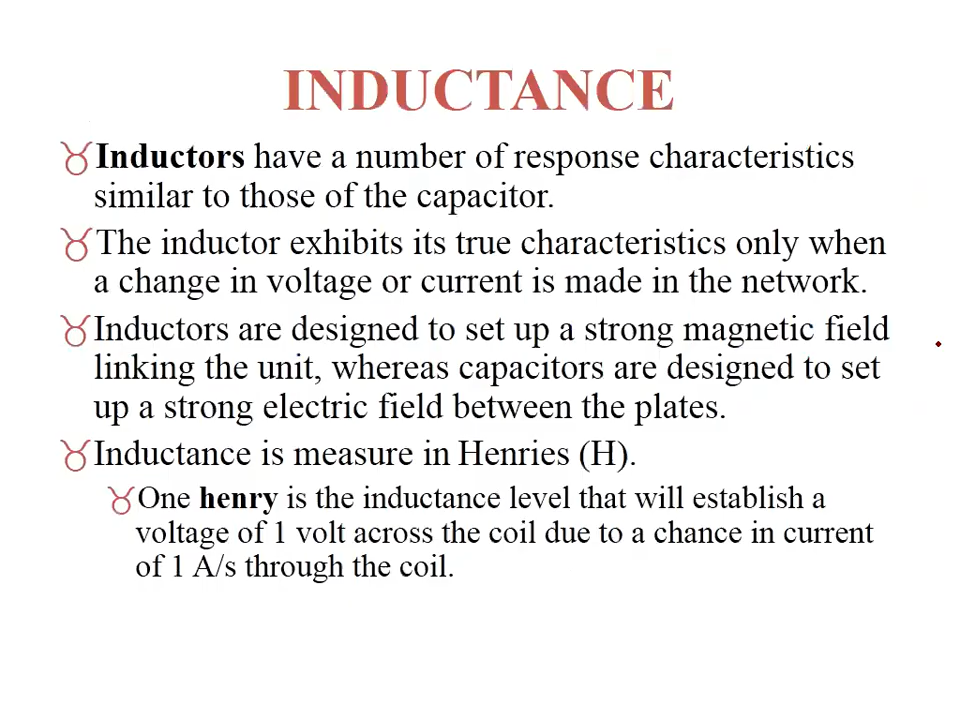 INDUCTANCE
Inductors have a number of response characteristics
similar to those of the capacitor.
The inductor exhibits its true characteristics only when
a change in voltage or current is made in the network.
Inductors are designed to set up a strong magnetic field
linking the unit, whereas capacitors are designed to set
up a strong electric field between the plates.
Inductance is measure in Henries (H).
One henry is the inductance level that will establish a
voltage of 1 volt across the coil due to a chance in current
of 1 A/s through the coil.